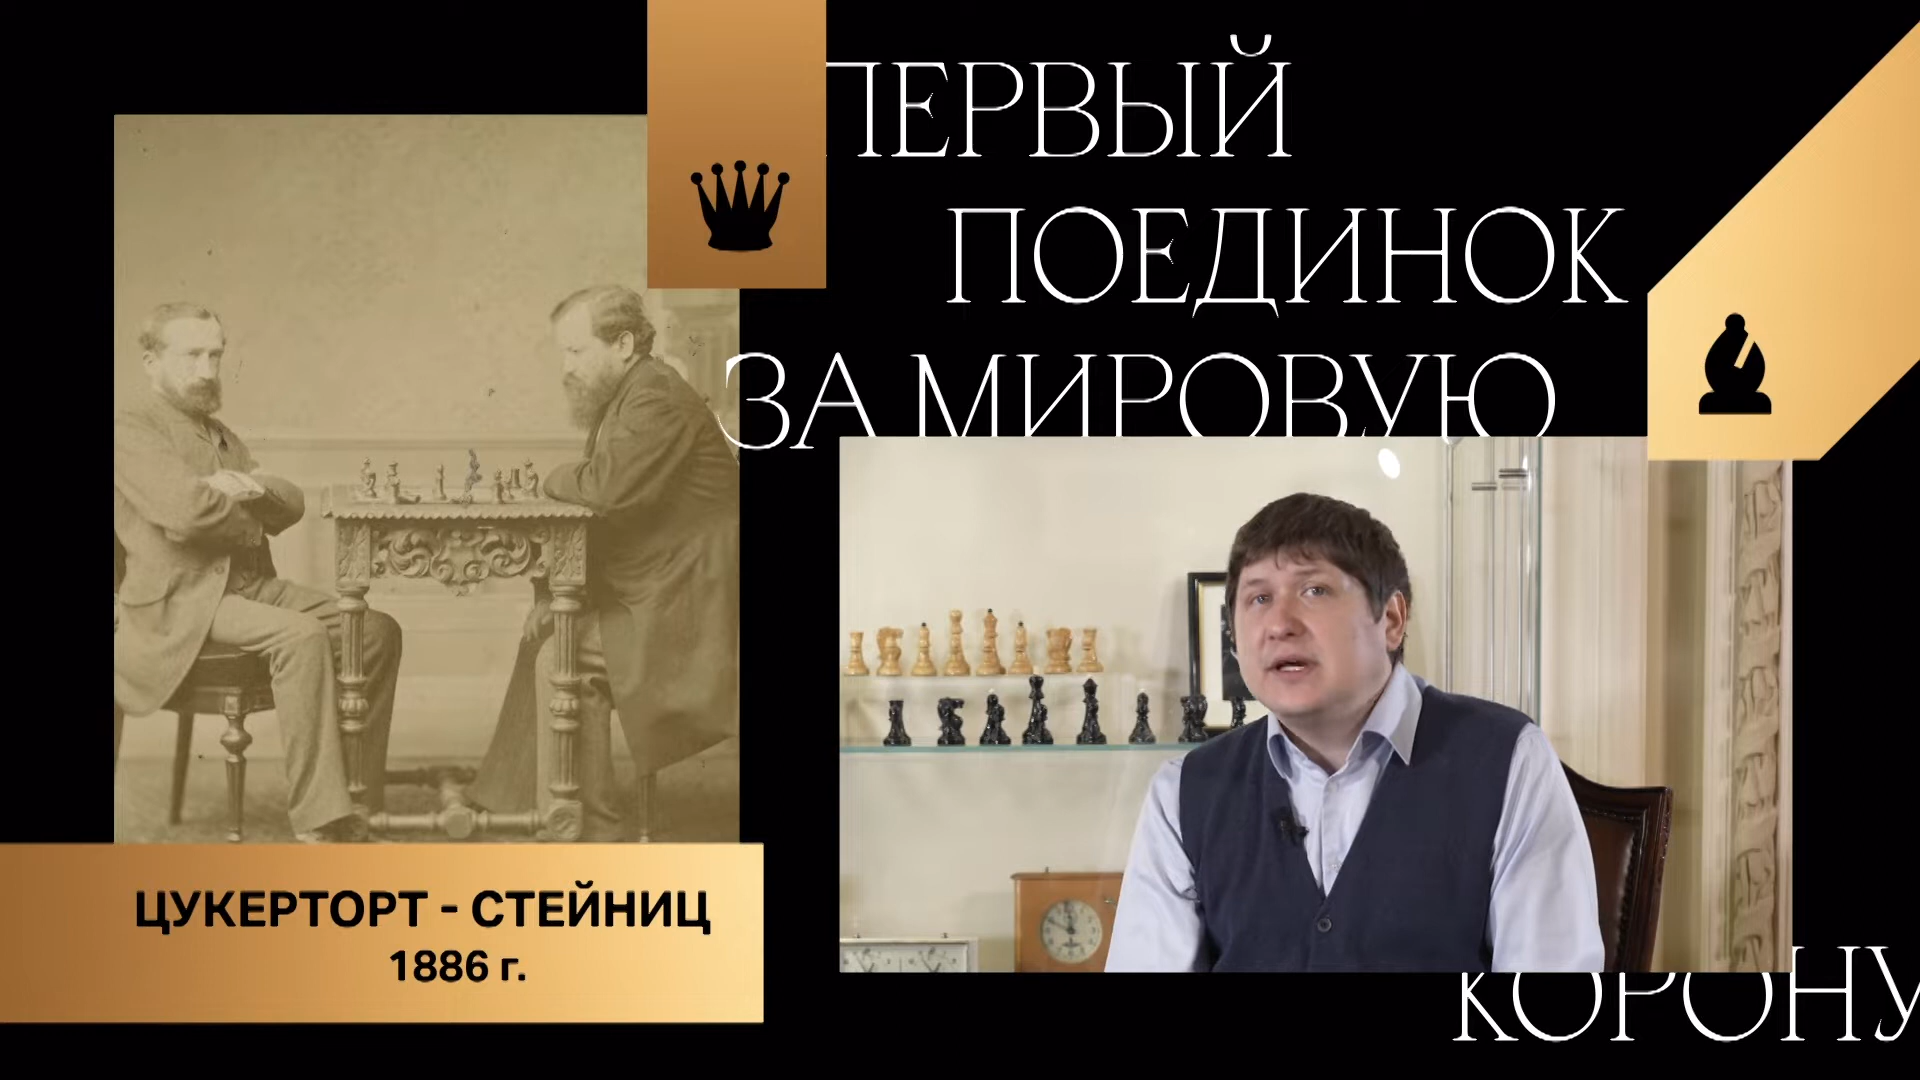 ПЕРВЫЙ
ПОЕДИНОК
ЗА МИРОВУЮ
КОРОНУ
ЦУКЕРТОРТ - СТЕЙНИЦ
1886 г.